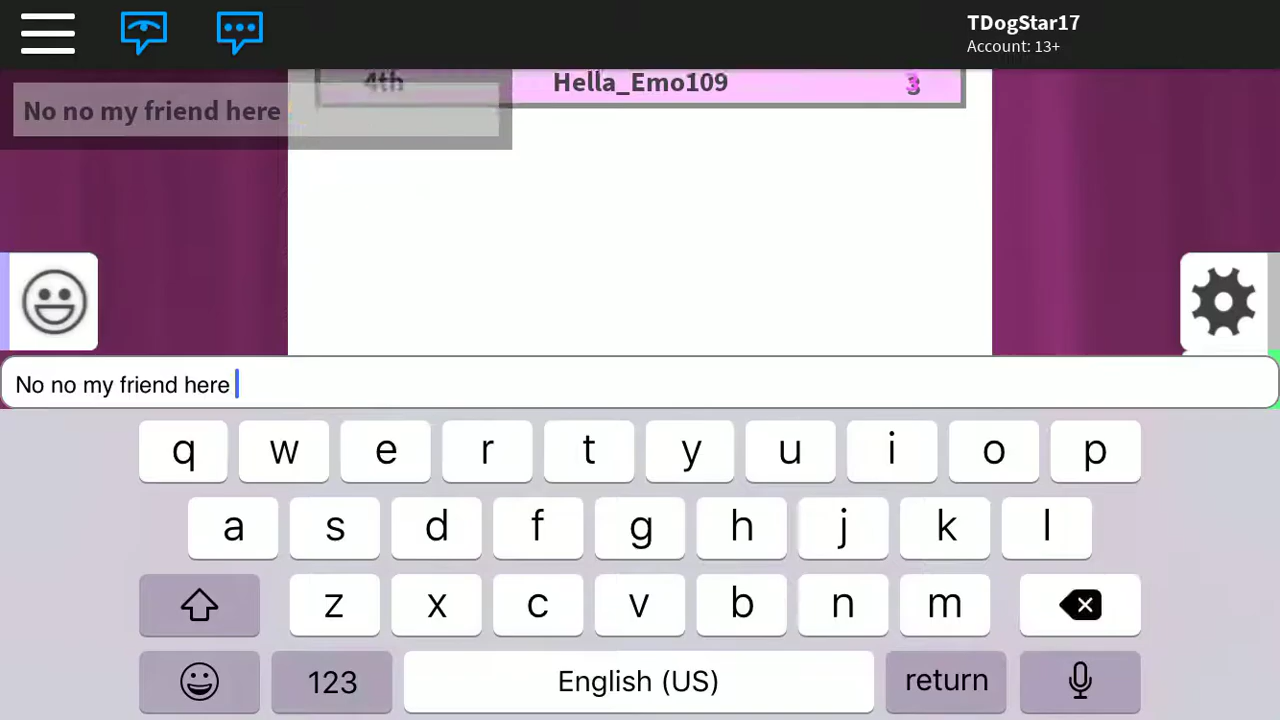 TDogStar17
Account: 13+
4th Hella_Emo109 3
No no my friend here
No no my friend here
q w e r t y u i o p
a s d f g h j k l
z x c v b n m
123 English (US) return